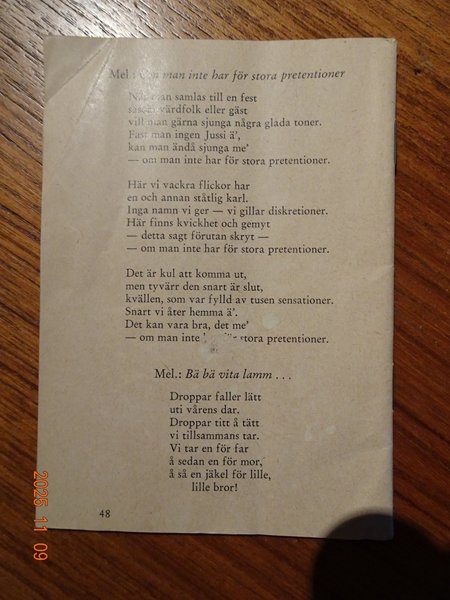 Mel.: Om man inte har för stora pretentioner
När man samlas till en fest
såsom värdfolk eller gäst
vill man gärna sjunga några glada toner.
Fast man ingen Jussi ä',
kan man ändå sjunga me'
— om man inte har för stora pretentioner.
Här vi vackra flickor har
en och annan ståtlig karl.
Inga namn vi ger — vi gillar diskretioner.
Här finns kvickhet och gemyt
— detta sagt förutan skryt —
— om man inte har för stora pretentioner.
Det är kul att komma ut,
men tyvärr den snart är slut,
kvällen, som var fylld av tusen sensationer.
Snart vi åter hemma ä'.
Det kan vara bra, det me'
— om man inte för stora pretentioner.
Mel.: Bä bä vita lamm . . .
Droppar faller lätt
uti vårens dar.
Droppar titt å tätt
vi tillsammans tar.
Vi tar en för far
å sedan en för mor,
å så en jäkel för lille,
lille bror!
48
2025 11 09